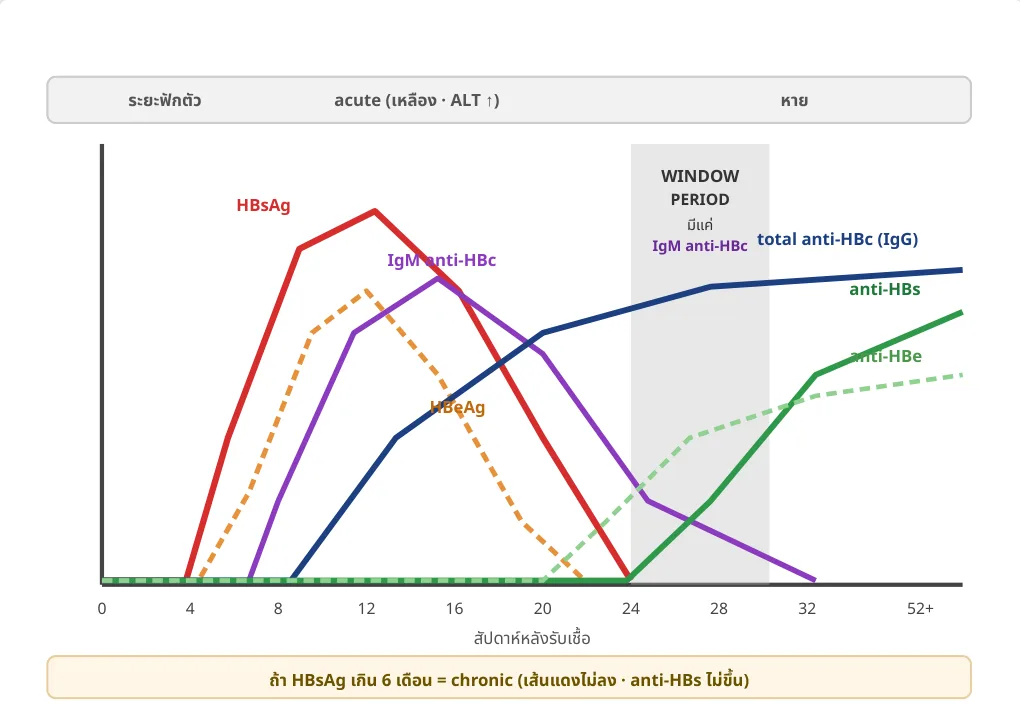 ระยะฟักตัว
acute (เหลือง · ALT ↑)
หาย
WINDOW
PERIOD
มีแค่
IgM anti-HBc
HBsAg
total anti-HBc (IgG)
IgM anti-HBc
anti-HBs
anti-HBe
HBeAg
0 4 8 12 16 20 24 28 32 52+
สัปดาห์หลังรับเชื้อ
ถ้า HBsAg เกิน 6 เดือน = chronic (เส้นแดงไม่ลง · anti-HBs ไม่ขึ้น)